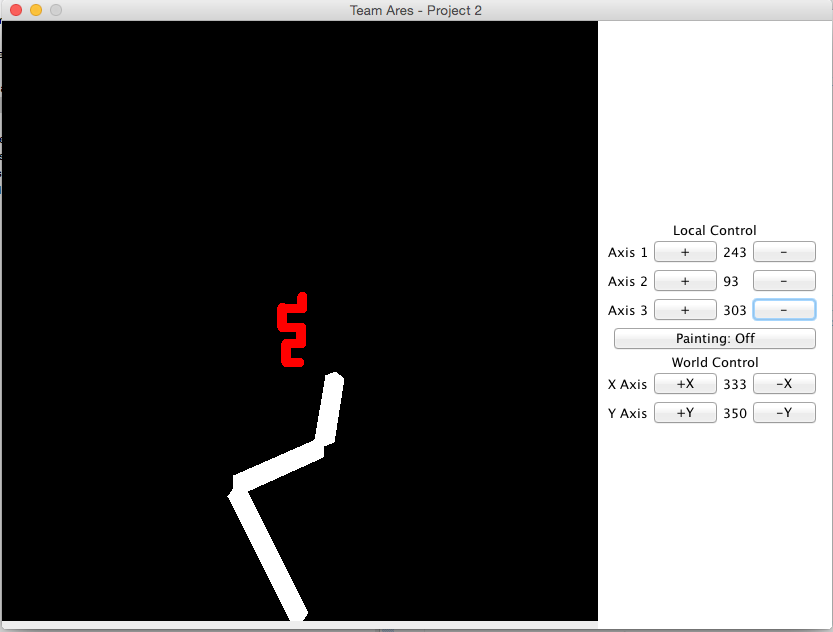 Team Ares - Project 2
Local Control
Axis 1 + 243 -
Axis 2 + 93 -
Axis 3 + 303 -
Painting: Off
World Control
X Axis +X 333 -X
Y Axis +Y 350 -Y